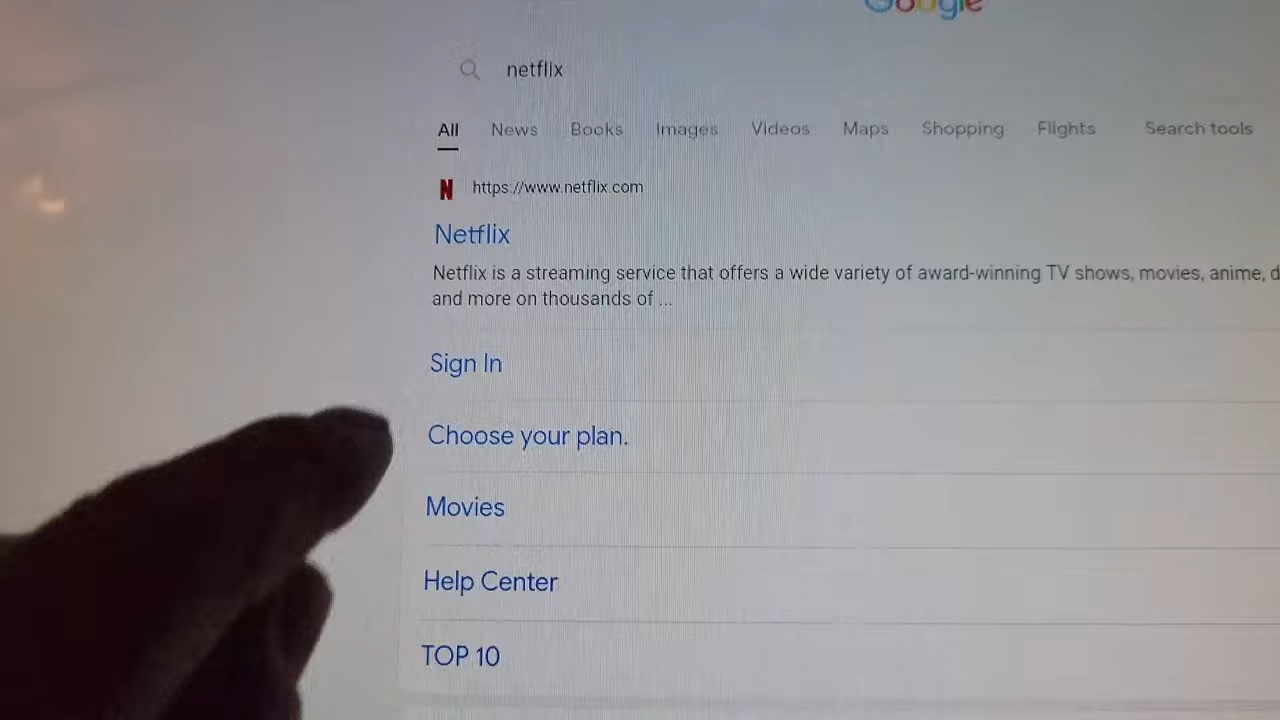 Google
netflix
All News Books Images Videos Maps Shopping Flights Search tools
N https://www.netflix.com
Netflix
Netflix is a streaming service that offers a wide variety of award-winning TV shows, movies, anime, d
and more on thousands of ...
Sign In
Choose your plan.
Movies
Help Center
TOP 10